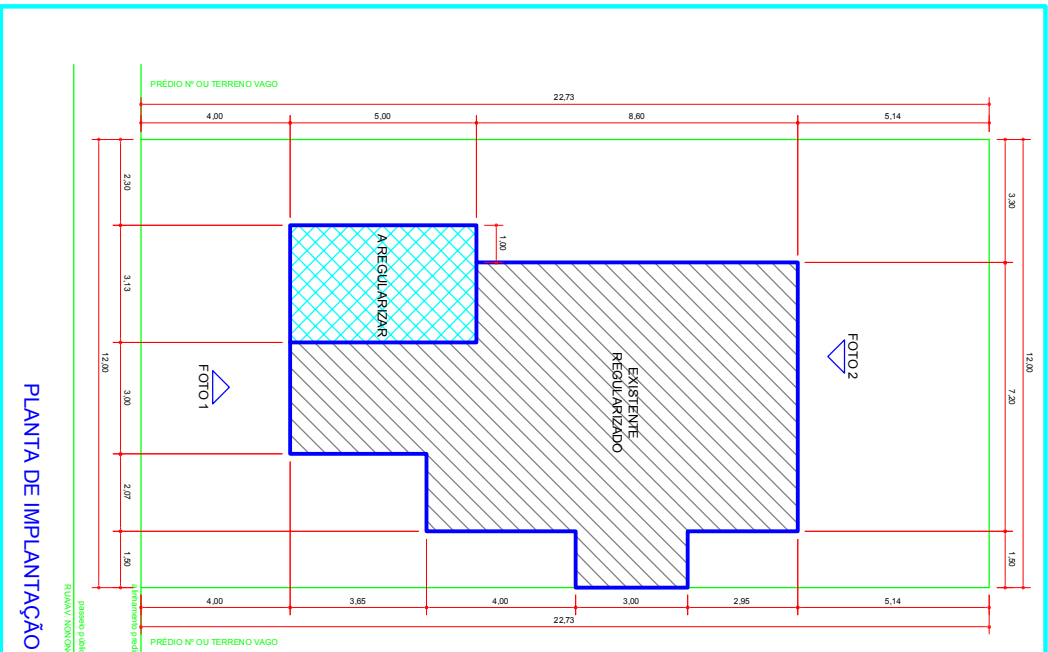 PRÉDIO Nº OU TERRENO VAGO
22,73
4,00
5,00
8,60
5,14
2,30
3,13
3,00
2,07
1,50
12,00
3,30
7,20
1,50
12,00
1,00
A REGULARIZAR
EXISTENTE
REGULARIZADO
FOTO 1
FOTO 2
4,00
3,65
4,00
3,00
2,95
5,14
22,73
PRÉDIO Nº OU TERRENO VAGO
alinhamento
passeio
PLANTA DE IMPLANTAÇÃO